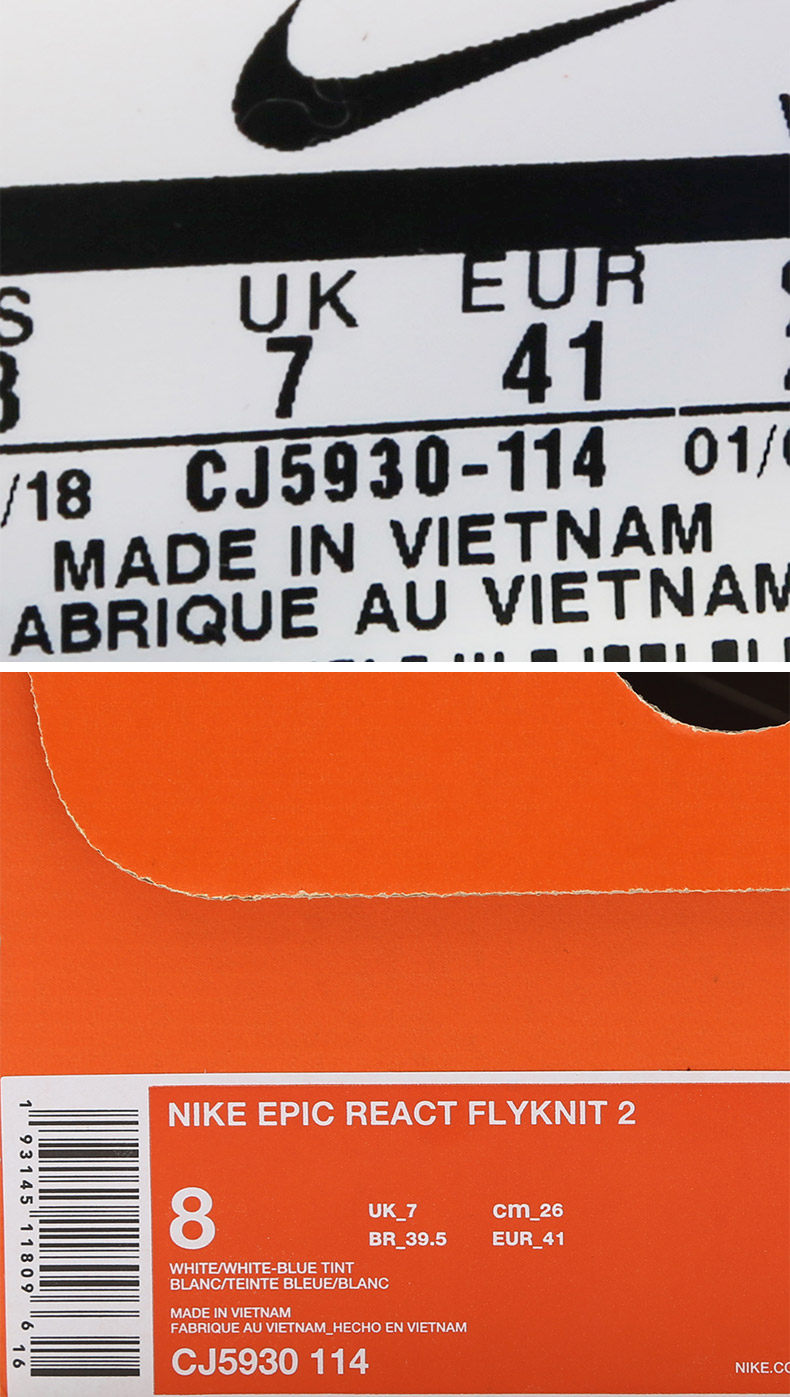 UK EUR
7 41
/18 CJ5930-114 01/
MADE IN VIETNAM
ABRIQUE AU VIETNAM
NIKE EPIC REACT FLYKNIT 2
8
UK_7 cm_26
BR_39.5 EUR_41
WHITE/WHITE-BLUE TINT
BLANC/TEINTE BLEUE/BLANC
MADE IN VIETNAM
FABRIQUE AU VIETNAM_HECHO EN VIETNAM
CJ5930 114
NIKE.CO
1 93145 11809 6 16